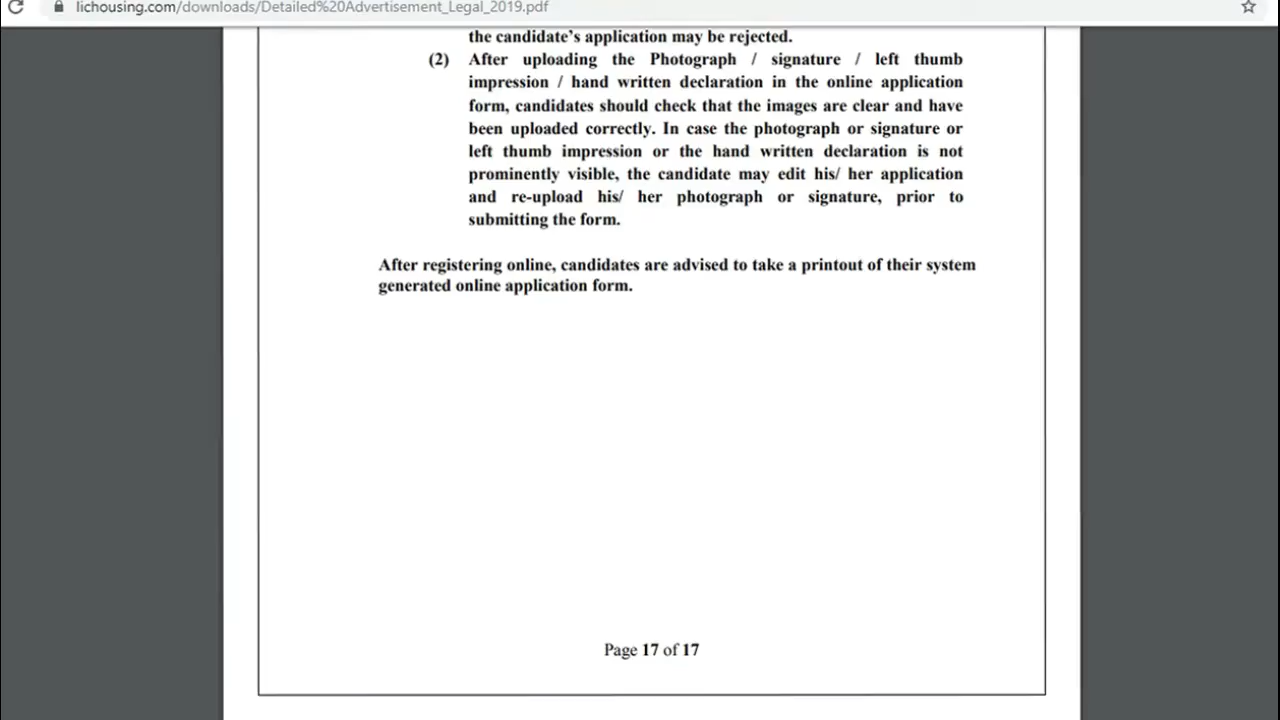 lichousing.com/downloads/Detailed%20Advertisement_Legal_2019.pdf
the candidate's application may be rejected.
(2) After uploading the Photograph / signature / left thumb
impression / hand written declaration in the online application
form, candidates should check that the images are clear and have
been uploaded correctly. In case the photograph or signature or
left thumb impression or the hand written declaration is not
prominently visible, the candidate may edit his/ her application
and re-upload his/ her photograph or signature, prior to
submitting the form.
After registering online, candidates are advised to take a printout of their system
generated online application form.
Page 17 of 17